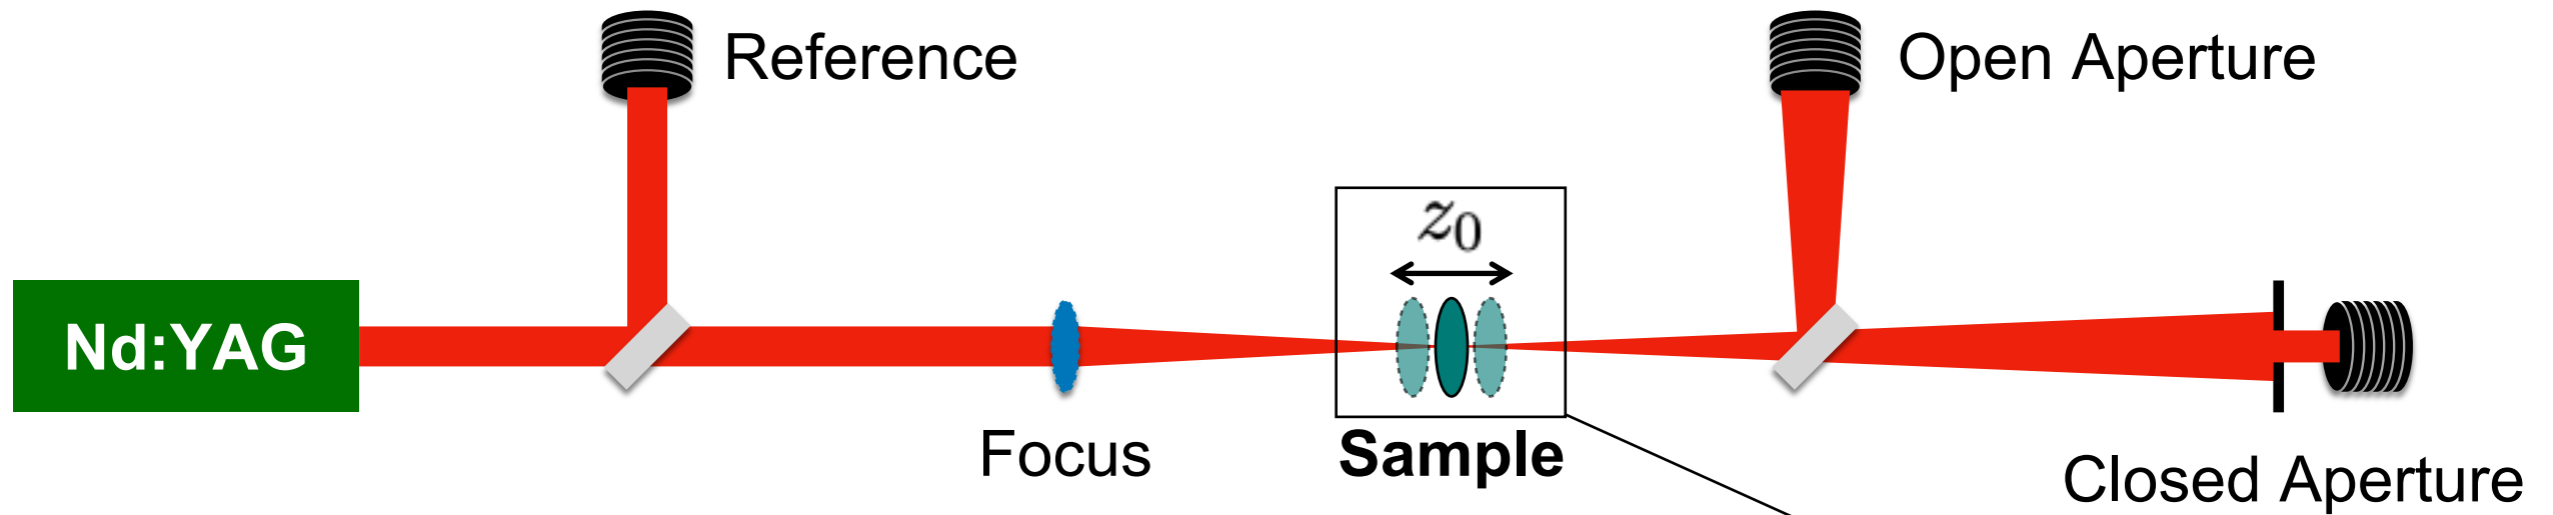 Reference
Open Aperture
z₀
Nd:YAG
Focus
Sample
Closed Aperture